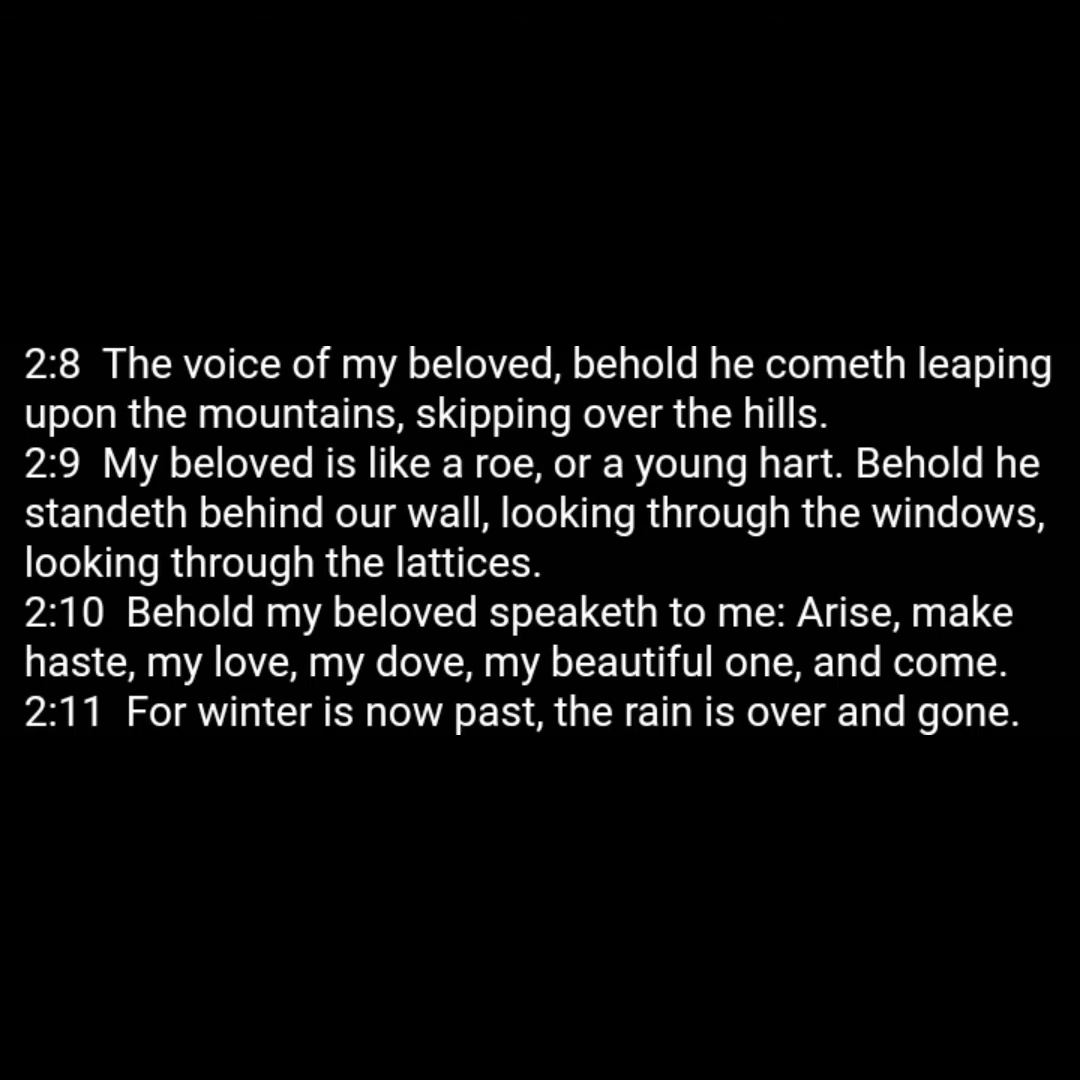 2:8  The voice of my beloved, behold he cometh leaping
upon the mountains, skipping over the hills.
2:9  My beloved is like a roe, or a young hart. Behold he
standeth behind our wall, looking through the windows,
looking through the lattices.
2:10  Behold my beloved speaketh to me: Arise, make
haste, my love, my dove, my beautiful one, and come.
2:11  For winter is now past, the rain is over and gone.